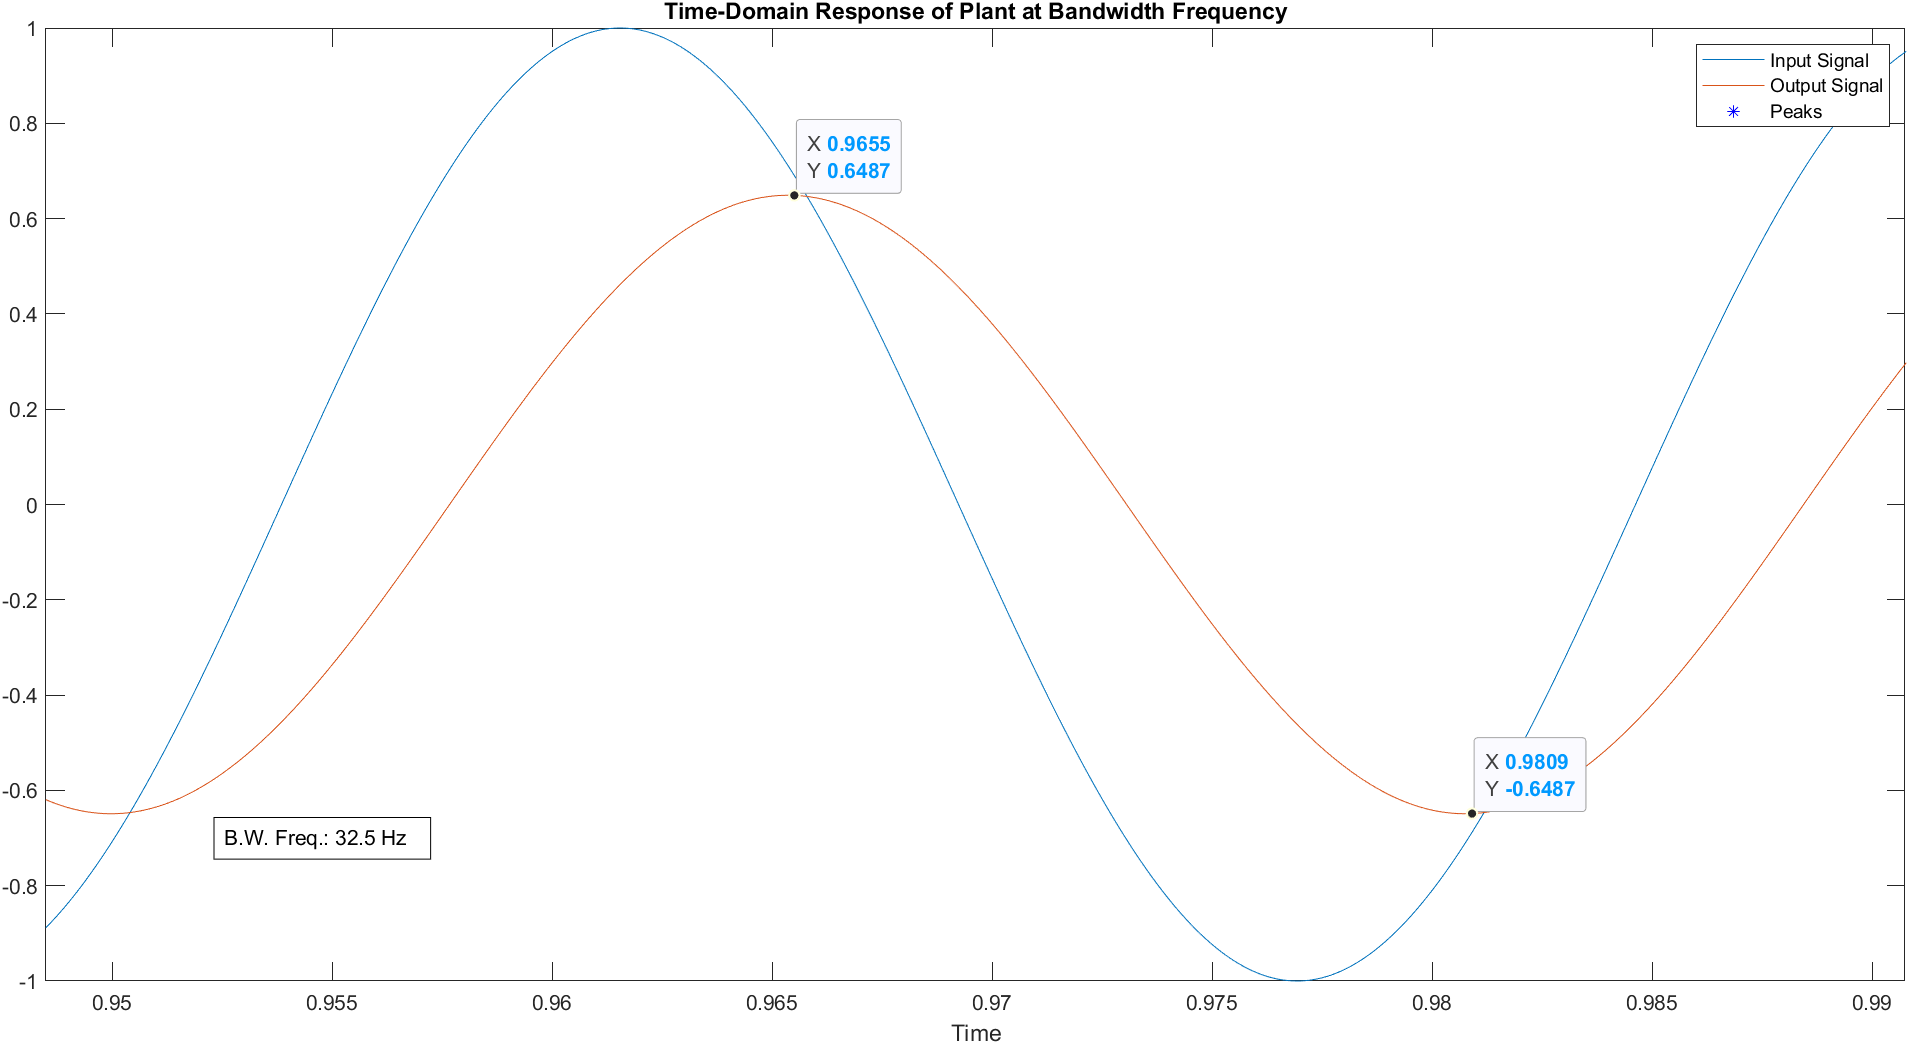 Time-Domain Response of Plant at Bandwidth Frequency
Input Signal
Output Signal
Peaks
X 0.9655
Y 0.6487
X 0.9809
Y -0.6487
B.W. Freq.: 32.5 Hz
1
0.8
0.6
0.4
0.2
0
-0.2
-0.4
-0.6
-0.8
-1
0.95 0.955 0.96 0.965 0.97 0.975 0.98 0.985 0.99
Time